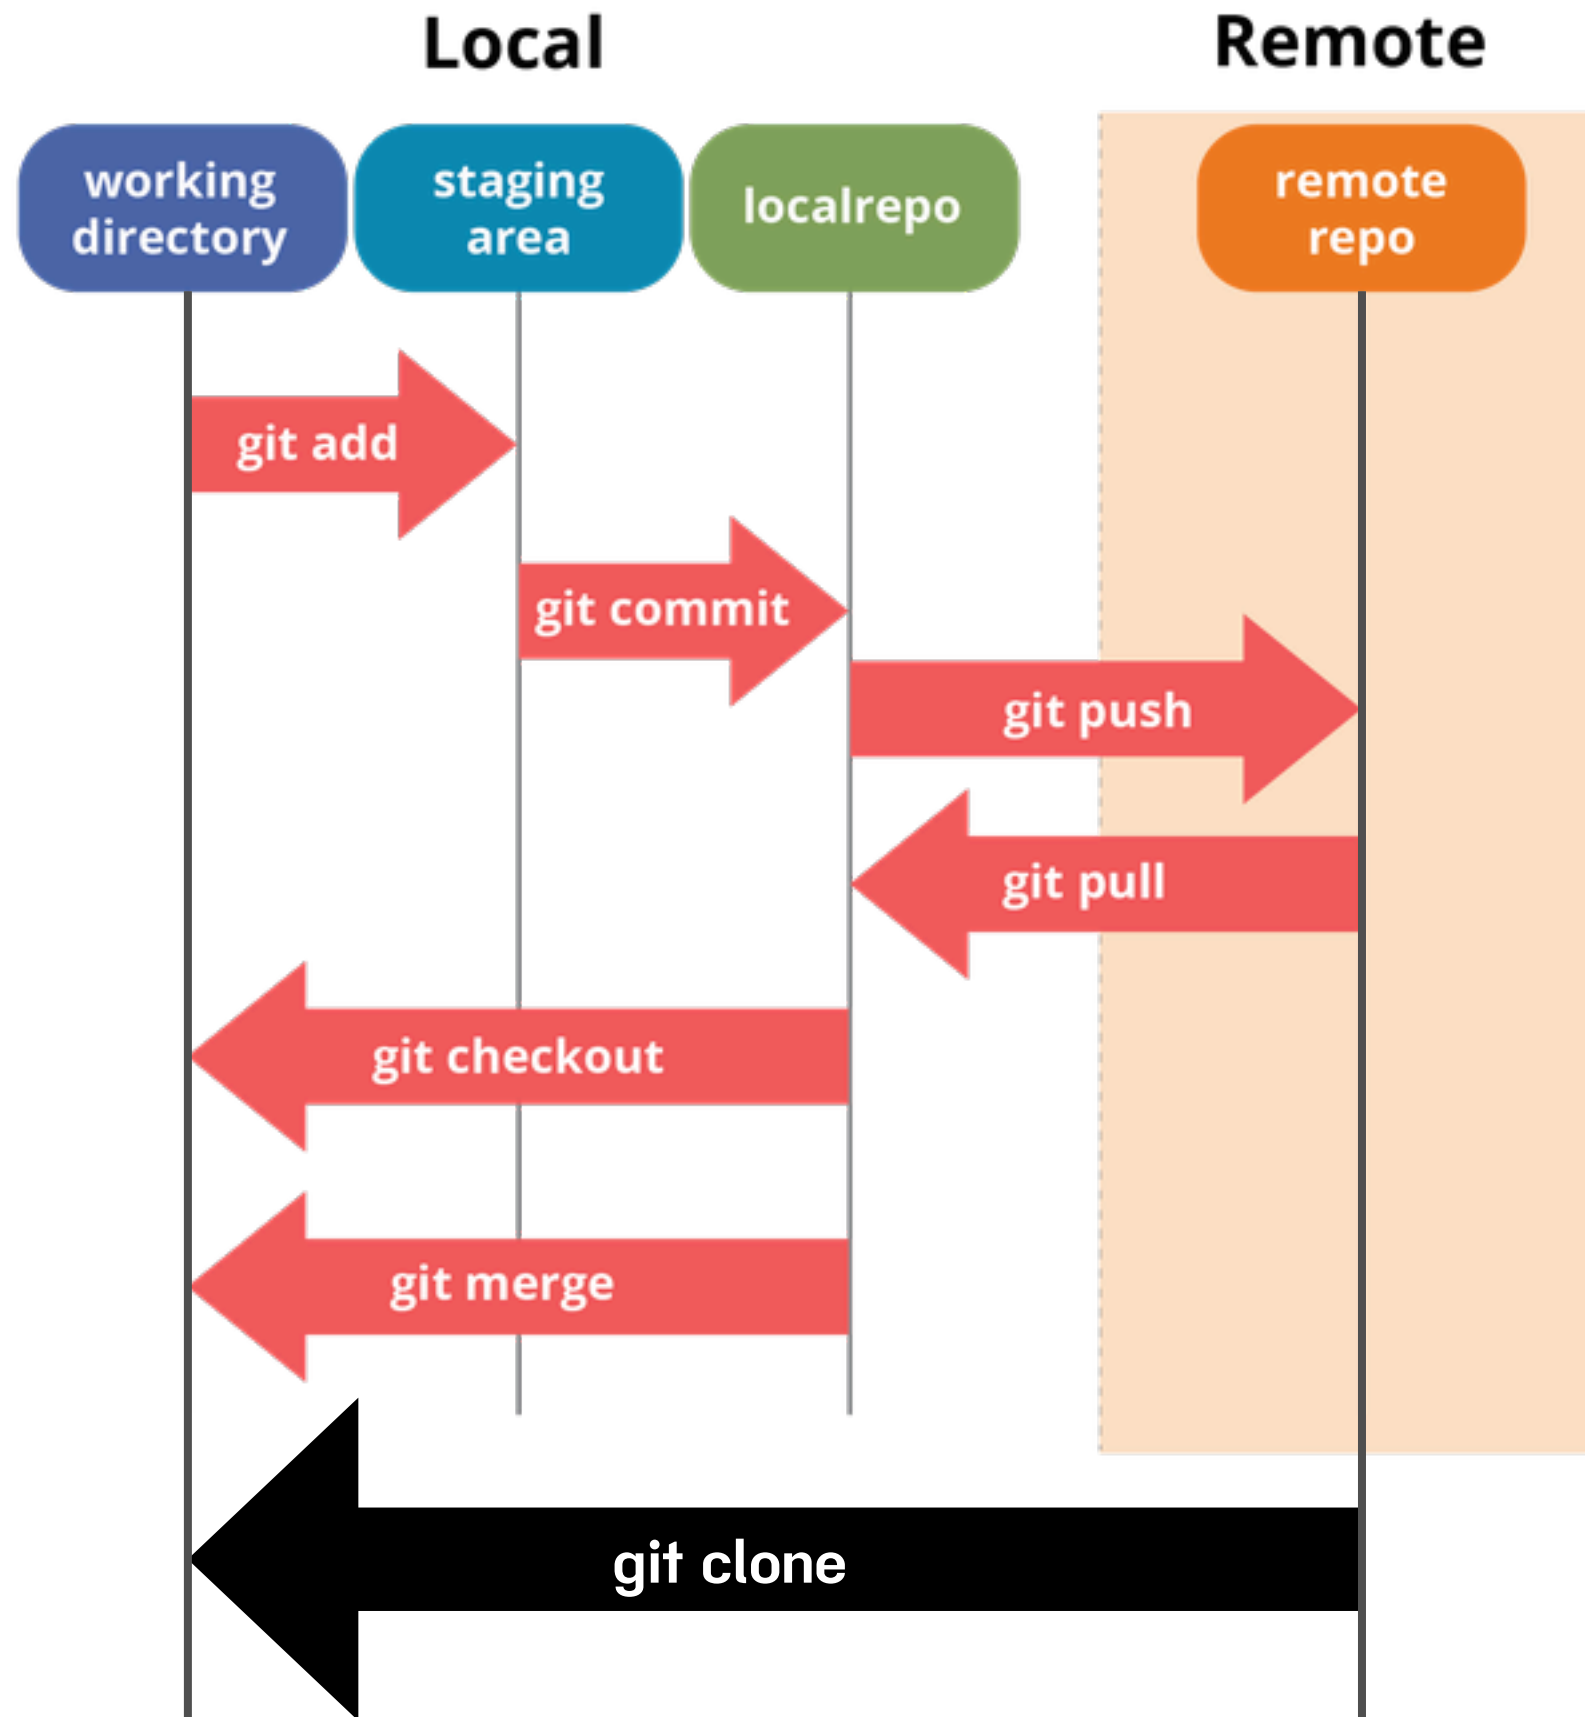 Local
Remote
working
directory
staging
area
localrepo
remote
repo
git add
git commit
git push
git pull
git checkout
git merge
git clone